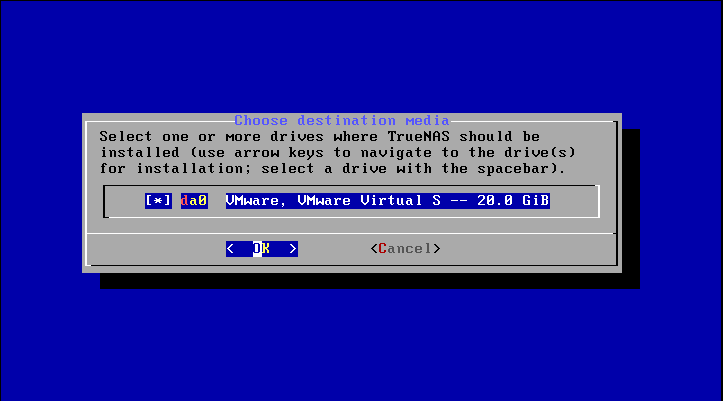 Choose destination media
Select one or more drives where TrueNAS should be
installed (use arrow keys to navigate to the drive(s)
for installation; select a drive with the spacebar).
[*] da0 VMware, VMware Virtual S -- 20.0 GiB
< OK > <Cancel>